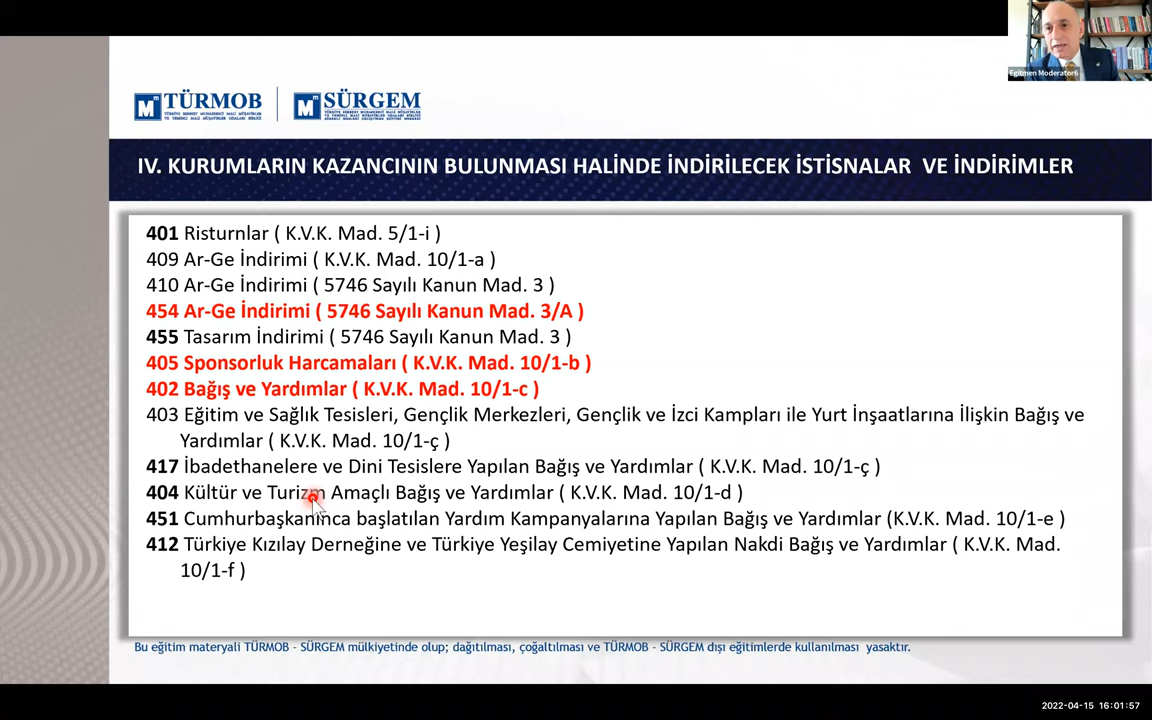 Egitmen Moderator6
TÜRMOB
SÜRGEM
IV. KURUMLARIN KAZANCININ BULUNMASI HALİNDE İNDİRİLECEK İSTİSNALAR VE İNDİRİMLER
401 Risturnlar ( K.V.K. Mad. 5/1-i )
409 Ar-Ge İndirimi ( K.V.K. Mad. 10/1-a )
410 Ar-Ge İndirimi ( 5746 Sayılı Kanun Mad. 3 )
454 Ar-Ge İndirimi ( 5746 Sayılı Kanun Mad. 3/A )
455 Tasarım İndirimi ( 5746 Sayılı Kanun Mad. 3 )
405 Sponsorluk Harcamaları ( K.V.K. Mad. 10/1-b )
402 Bağış ve Yardımlar ( K.V.K. Mad. 10/1-c )
403 Eğitim ve Sağlık Tesisleri, Gençlik Merkezleri, Gençlik ve İzci Kampları ile Yurt İnşaatlarına İlişkin Bağış ve
Yardımlar ( K.V.K. Mad. 10/1-ç )
417 İbadethanelere ve Dini Tesislere Yapılan Bağış ve Yardımlar ( K.V.K. Mad. 10/1-ç )
404 Kültür ve Turizm Amaçlı Bağış ve Yardımlar ( K.V.K. Mad. 10/1-d )
451 Cumhurbaşkanınca başlatılan Yardım Kampanyalarına Yapılan Bağış ve Yardımlar (K.V.K. Mad. 10/1-e )
412 Türkiye Kızılay Derneğine ve Türkiye Yeşilay Cemiyetine Yapılan Nakdi Bağış ve Yardımlar ( K.V.K. Mad.
10/1-f )
Bu eğitim materyali TÜRMOB - SÜRGEM mülkiyetinde olup; dağıtılması, çoğaltılması ve TÜRMOB - SÜRGEM dışı eğitimlerde kullanılması yasaktır.
2022-04-15 16:01:57